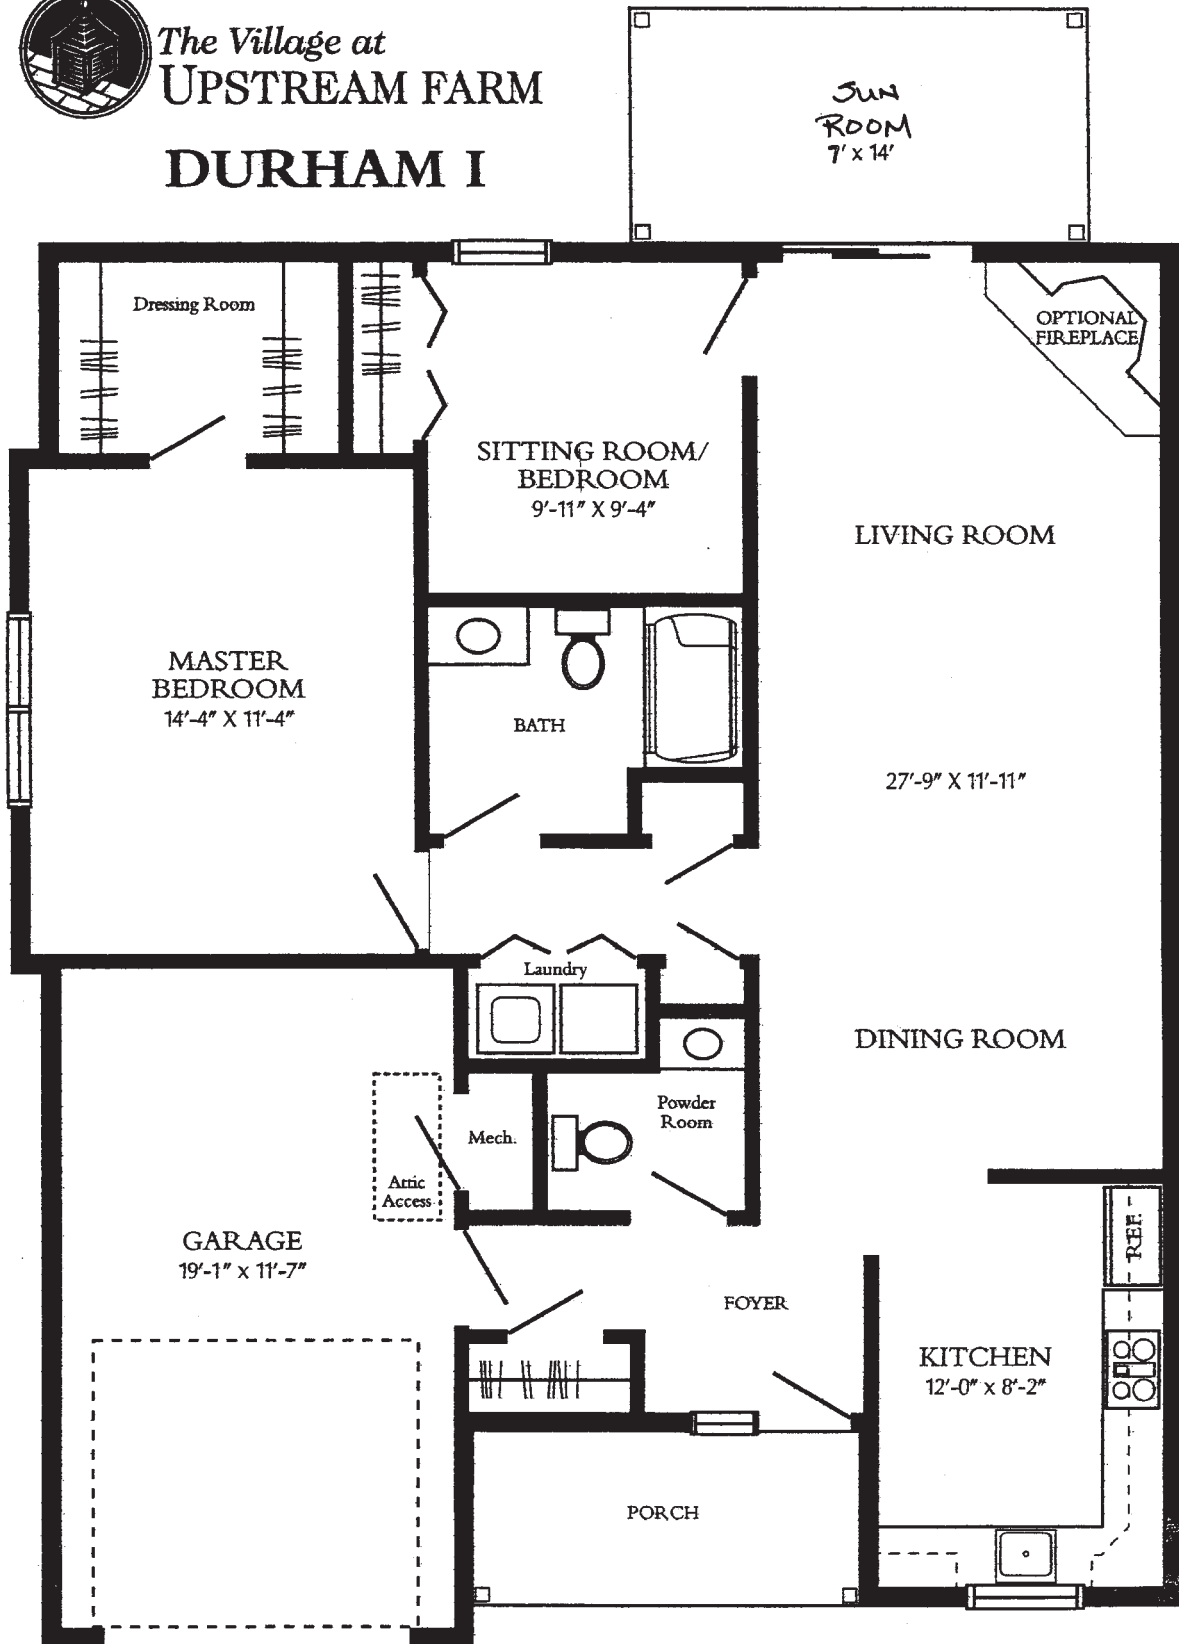 The Village at
UPSTREAM FARM
DURHAM I
SUN
ROOM
7' x 14'
Dressing Room
OPTIONAL
FIREPLACE
SITTING ROOM/
BEDROOM
9'-11" X 9'-4"
LIVING ROOM
MASTER
BEDROOM
14'-4" X 11'-4"
BATH
27'-9" X 11'-11"
Laundry
DINING ROOM
Powder
Room
Mech.
Attic
Access
REF.
GARAGE
19'-1" x 11'-7"
FOYER
KITCHEN
12'-0" x 8'-2"
PORCH